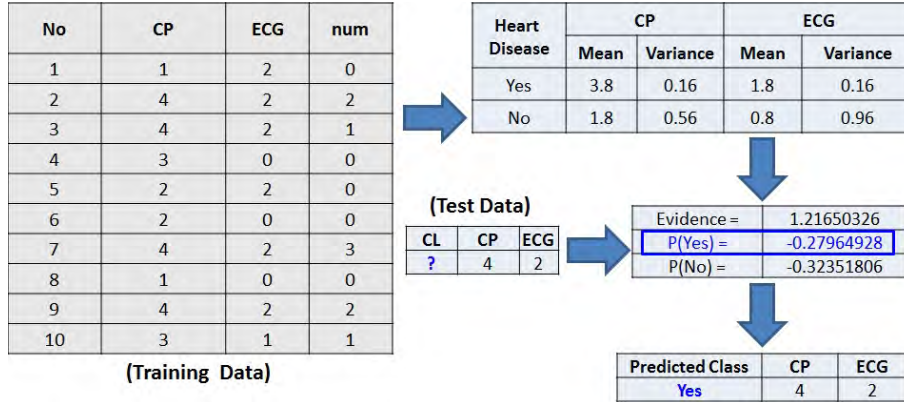 No CP ECG num
1 1 2 0
2 4 2 2
3 4 2 1
4 3 0 0
5 2 2 0
6 2 0 0
7 4 2 3
8 1 0 0
9 4 2 2
10 3 1 1
(Training Data)
Heart Disease CP ECG
Mean Variance Mean Variance
Yes 3.8 0.16 1.8 0.16
No 1.8 0.56 0.8 0.96
(Test Data)
CL CP ECG
? 4 2
Evidence = 1.21650326
P(Yes) = -0.27964928
P(No) = -0.32351806
Predicted Class CP ECG
Yes 4 2